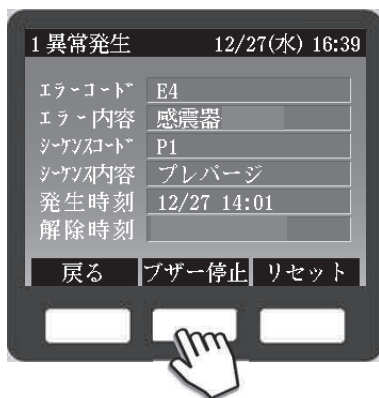 1 異常発生 12/27(水) 16:39
ｴﾗｰｺｰﾄﾞ E4
ｴﾗｰ内容 感震器
ｼｰｹﾝｽｺｰﾄﾞ P1
ｼｰｹﾝｽ内容 プレパージ
発生時刻 12/27 14:01
解除時刻
戻る ブザー停止 リセット